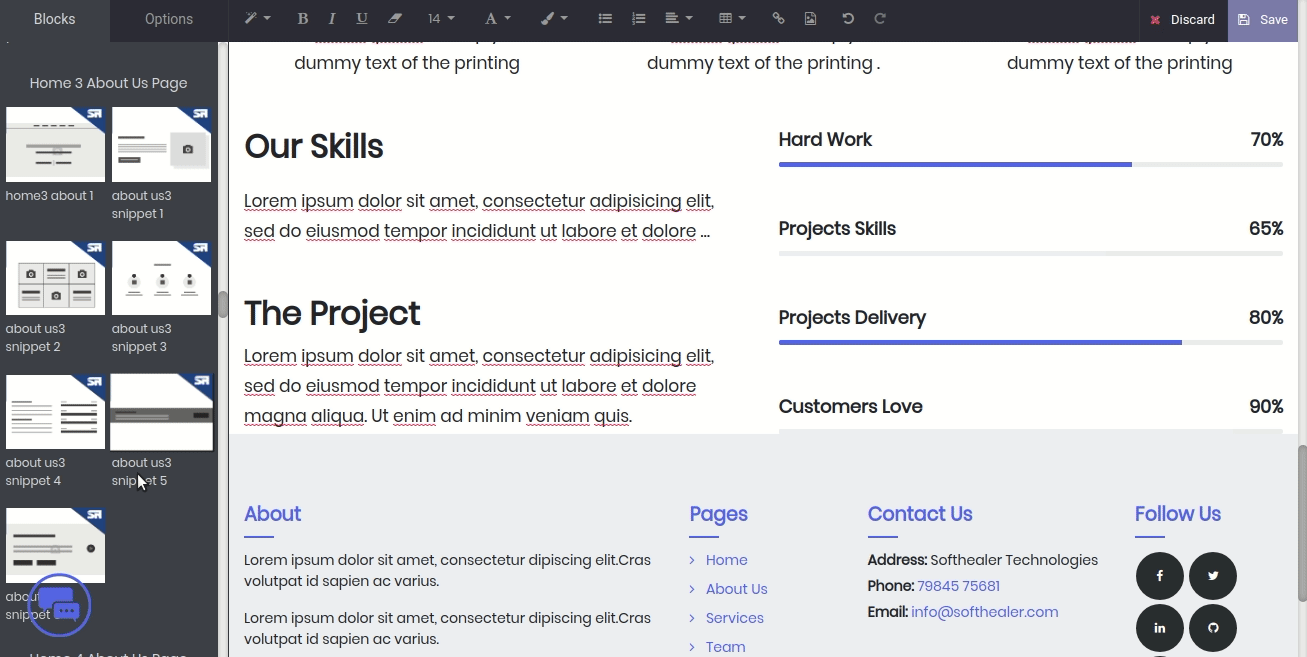 Blocks
Options
B
I
U
14
A
Discard
Save
Home 3 About Us Page
home3 about 1
about us3
snippet 1
about us3
snippet 2
about us3
snippet 3
about us3
snippet 4
about us3
snippet 5
snippet
dummy text of the printing
dummy text of the printing .
dummy text of the printing
Our Skills
Lorem ipsum dolor sit amet, consectetur adipisicing elit,
sed do eiusmod tempor incididunt ut labore et dolore ...
The Project
Lorem ipsum dolor sit amet, consectetur adipisicing elit,
sed do eiusmod tempor incididunt ut labore et dolore
magna aliqua. Ut enim ad minim veniam quis.
Hard Work 70%
Projects Skills 65%
Projects Delivery 80%
Customers Love 90%
About
Lorem ipsum dolor sit amet, consectetur dipiscing elit.Cras
volutpat id sapien ac varius.
Lorem ipsum dolor sit amet, consectetur dipiscing elit.Cras
volutpat id sapien ac varius.
Pages
Home
About Us
Services
Team
Contact Us
Address: Softhealer Technologies
Phone: 79845 75681
Email: info@softhealer.com
Follow Us